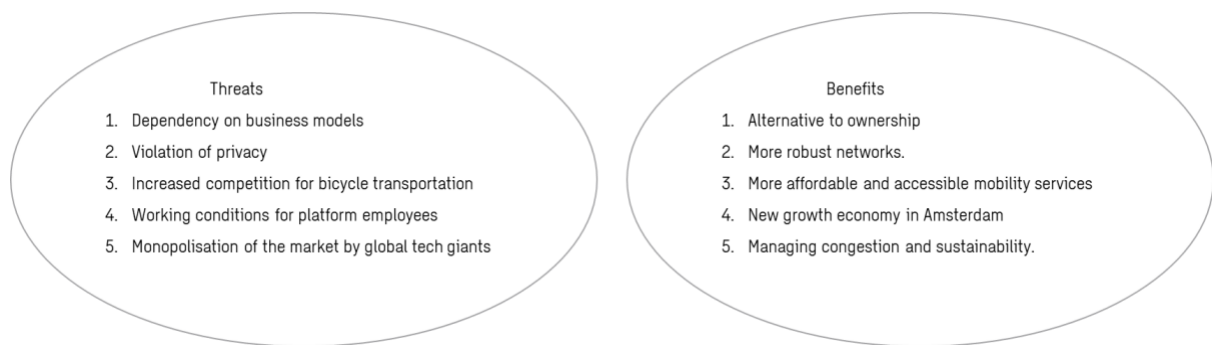 Threats
1. Dependency on business models
2. Violation of privacy
3. Increased competition for bicycle transportation
4. Working conditions for platform employees
5. Monopolisation of the market by global tech giants
Benefits
1. Alternative to ownership
2. More robust networks.
3. More affordable and accessible mobility services
4. New growth economy in Amsterdam
5. Managing congestion and sustainability.